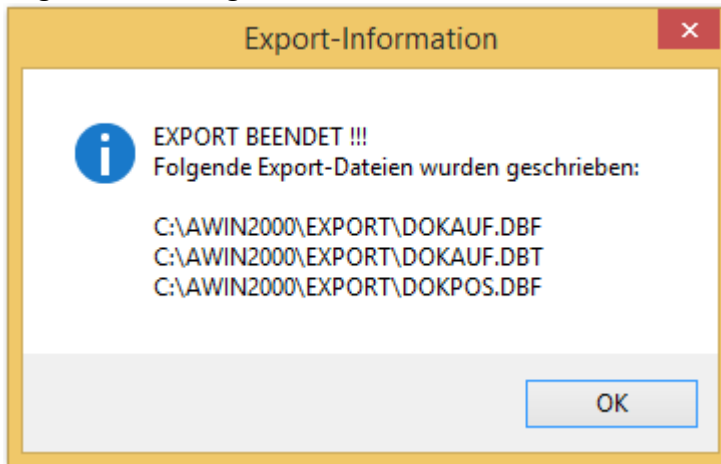 Export-Information
EXPORT BEENDET !!!
Folgende Export-Dateien wurden geschrieben:
C:\AWIN2000\EXPORT\DOKAUF.DBF
C:\AWIN2000\EXPORT\DOKAUF.DBT
C:\AWIN2000\EXPORT\DOKPOS.DBF
OK